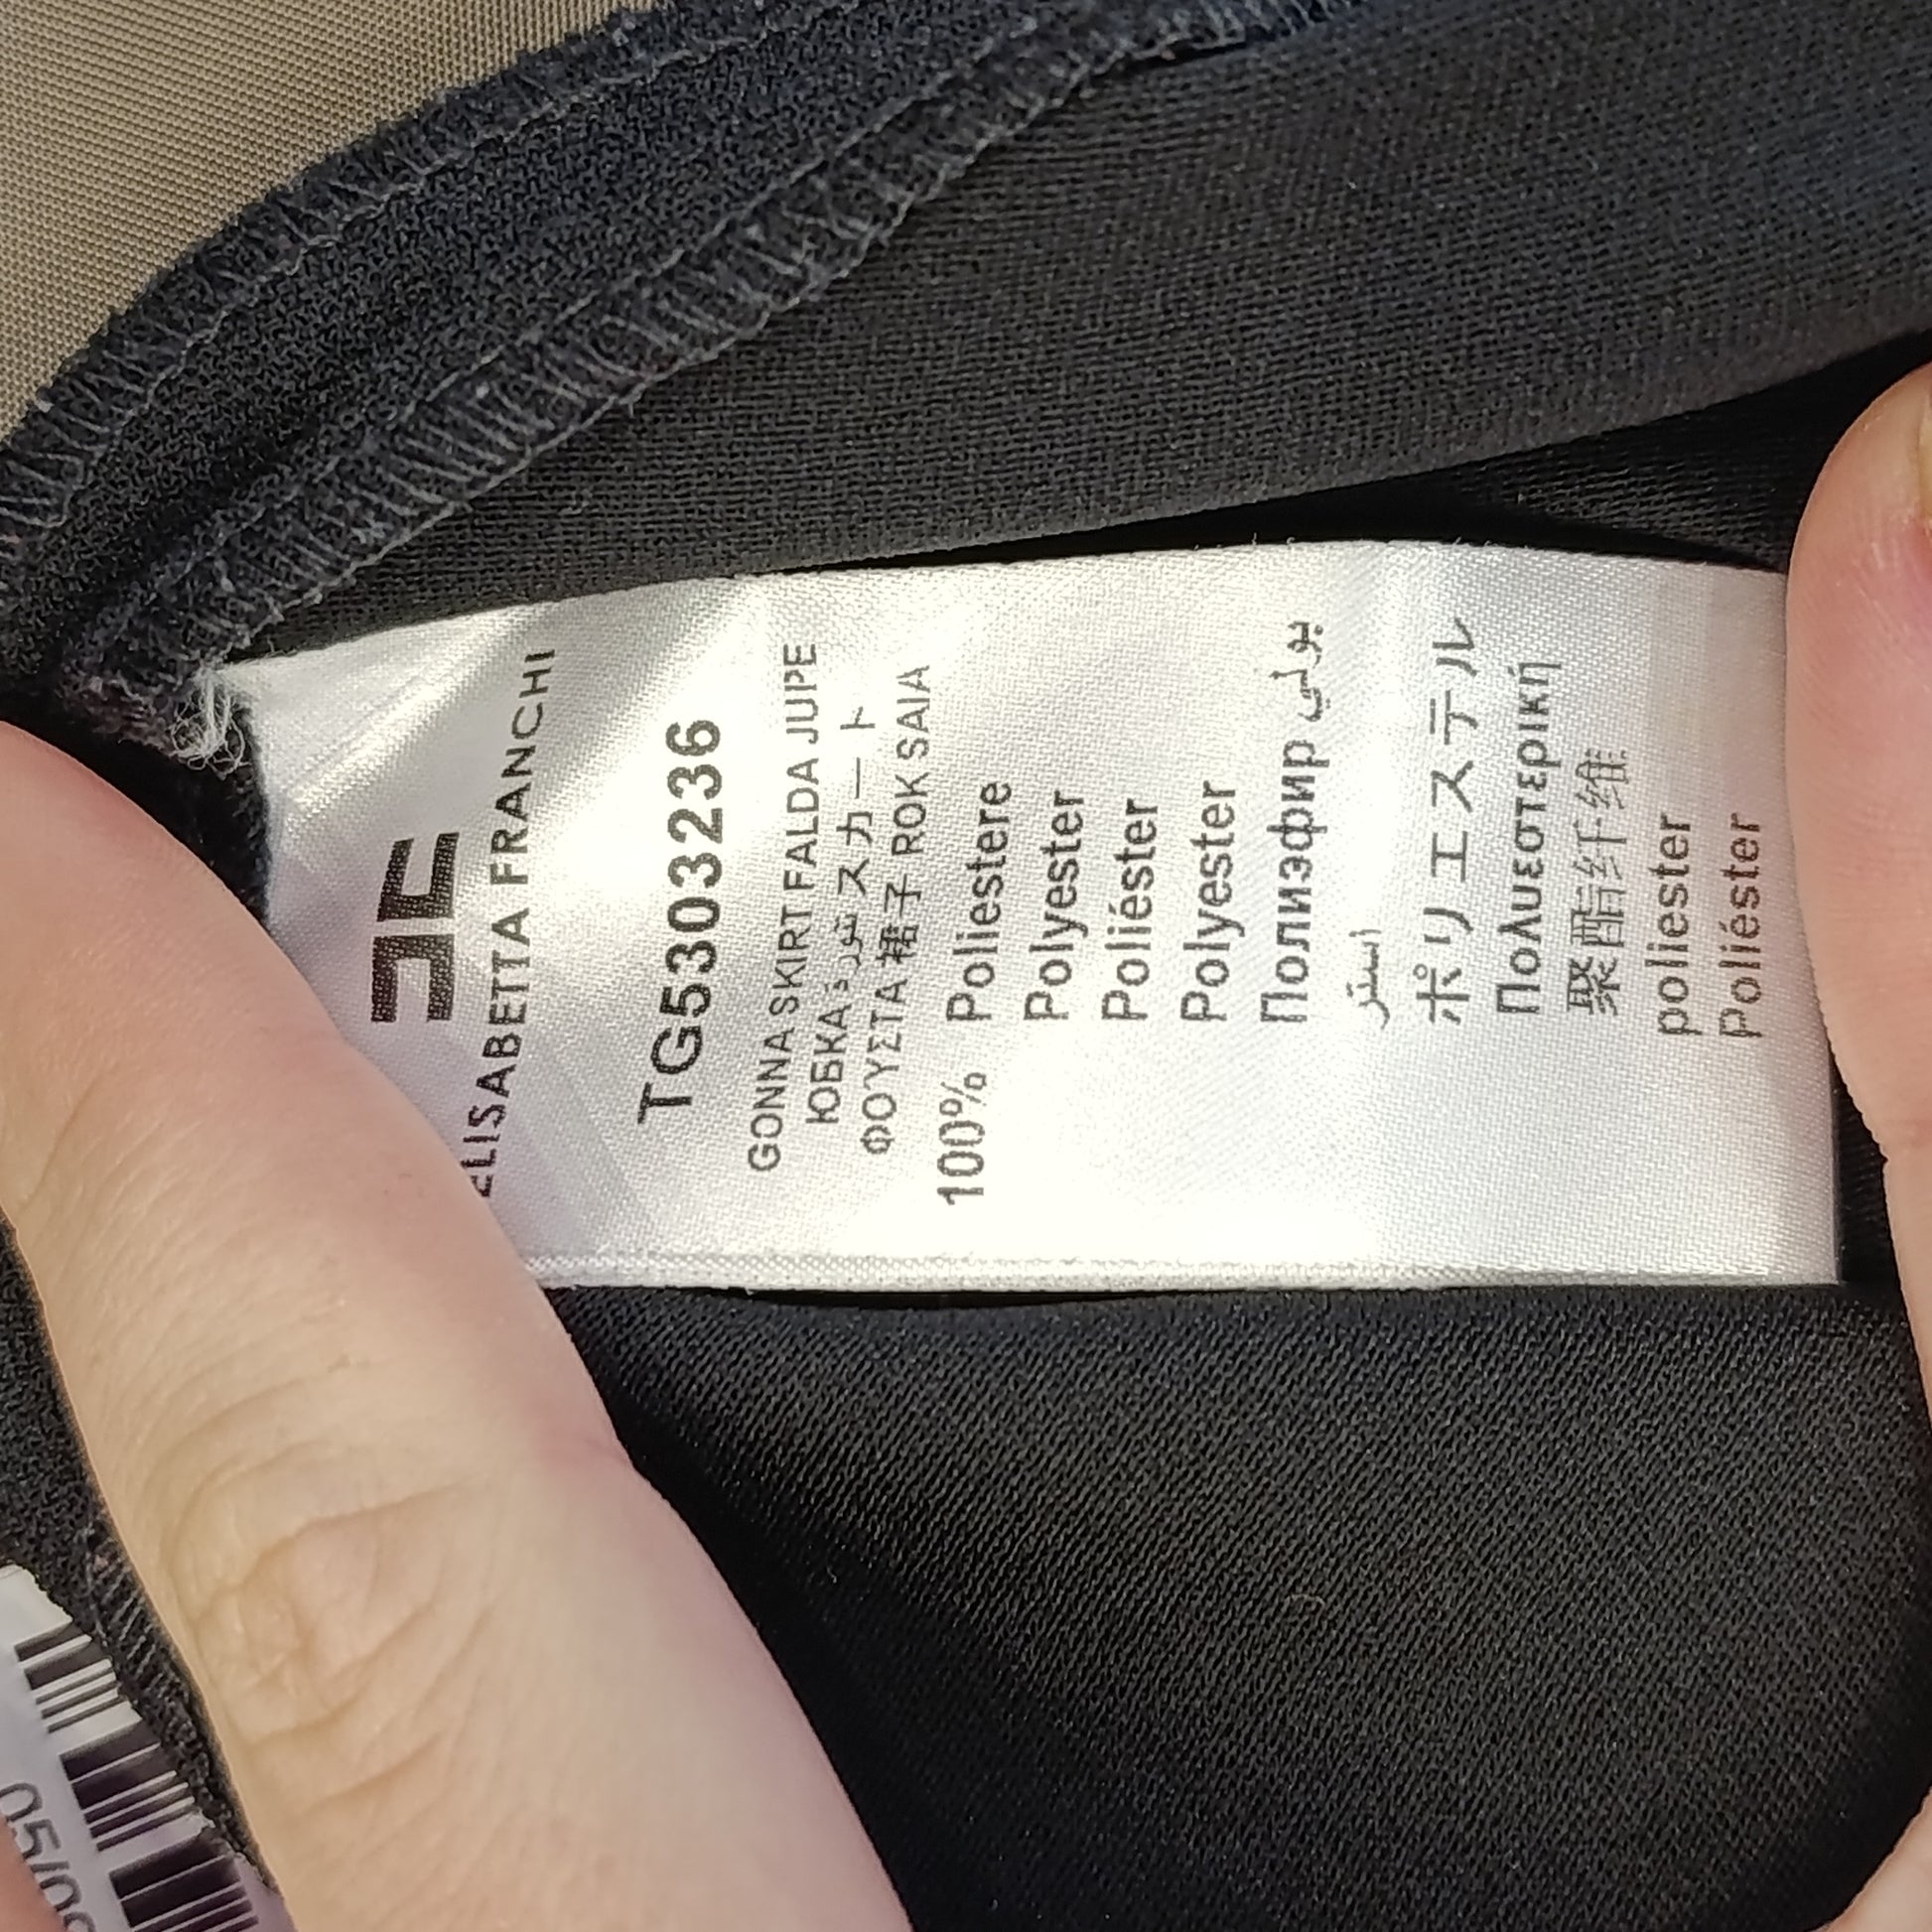 ELISABETTA FRANCHI
TG5303236
GONNA SKIRT FALDA JUPE
ЮБКА تنورة スカート
ΦΟΥΣΤΑ 裙子 ROK SAIA
100% Poliestere
Polyester
Poliéster
Polyester
Полиэфир بولي
استر
ポリエステル
Πολυεστερική
聚酯纤维
poliester
Poliéster
05/09